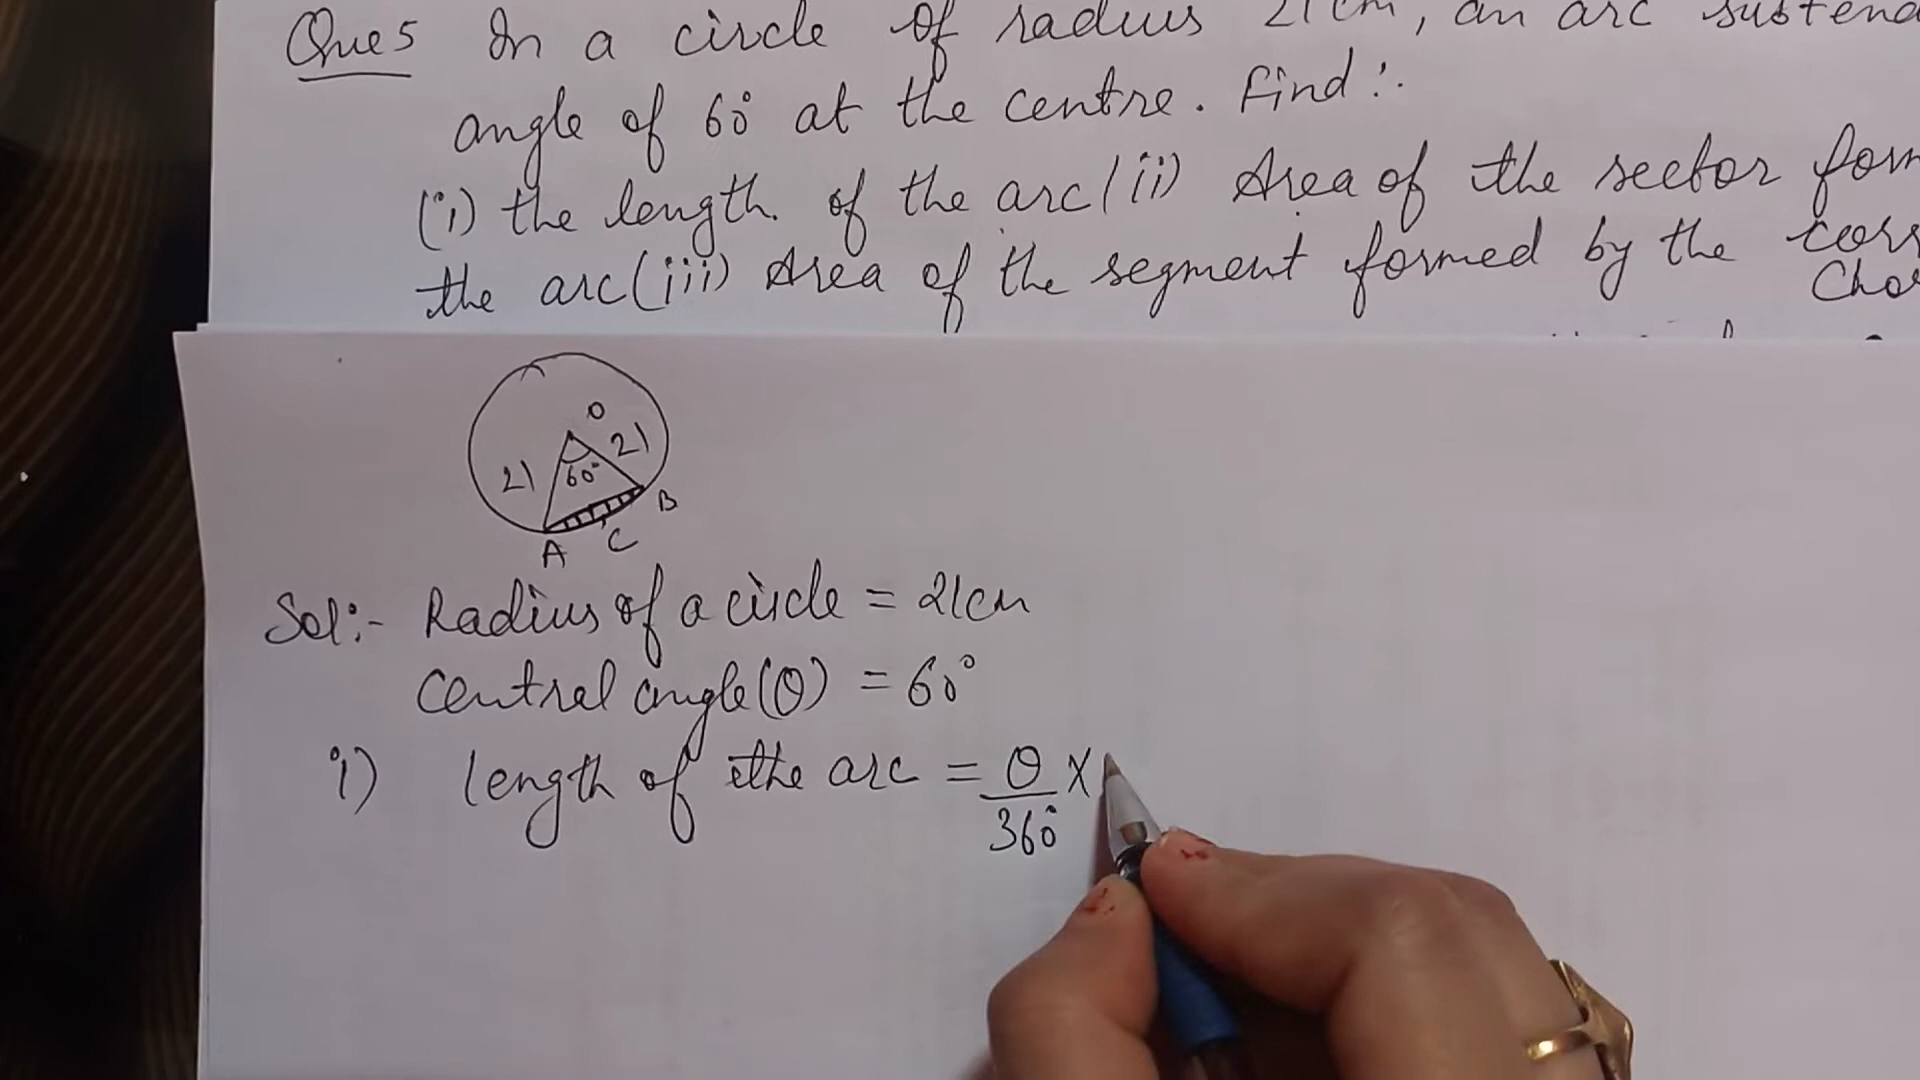 Ques In a circle of radius 21cm, an arc
angle of 60° at the centre. Find :.
(i) the length of the arc (ii) Area of the sector
the arc (iii) Area of the segment formed by the
O
21 21
60°
B
A C
Sol:- Radius of a circle = 21cm
Central angle (θ) = 60°
i) length of the arc = θ/360° ×